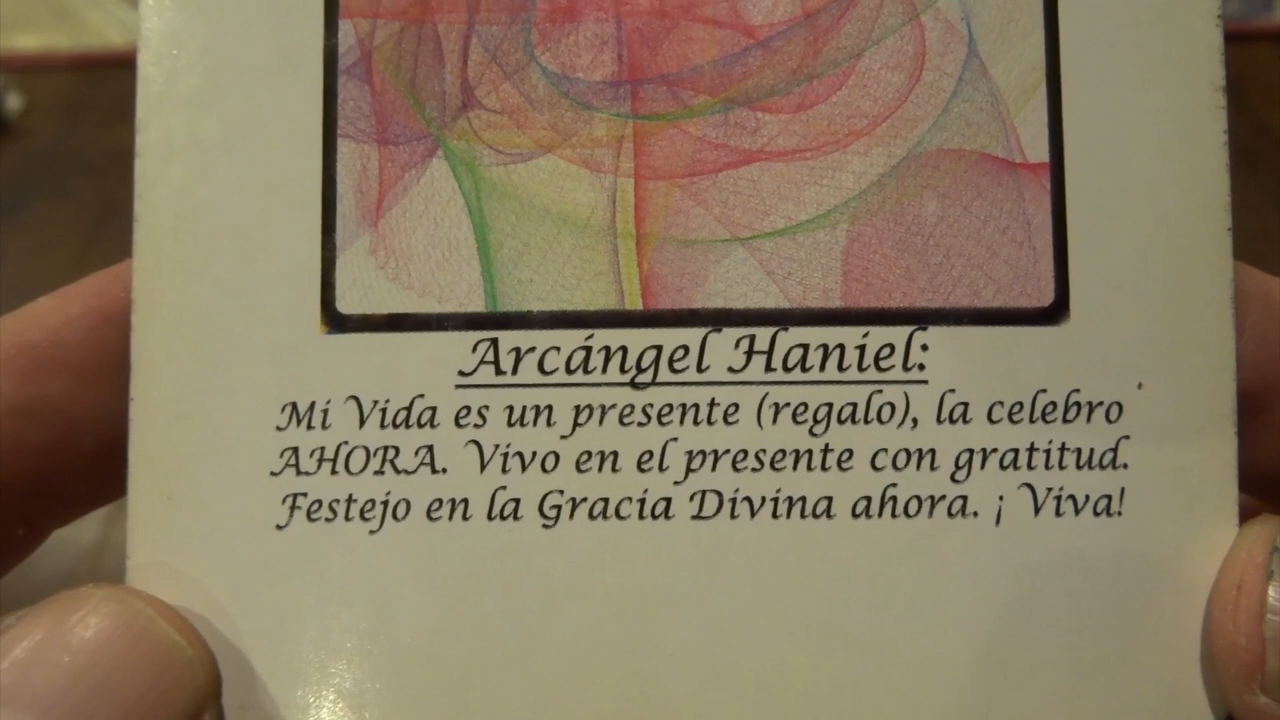 Arcángel Haniel:
Mi Vida es un presente (regalo), la celebro
AHORA. Vivo en el presente con gratitud.
Festejo en la Gracia Divina ahora. ¡ Viva!